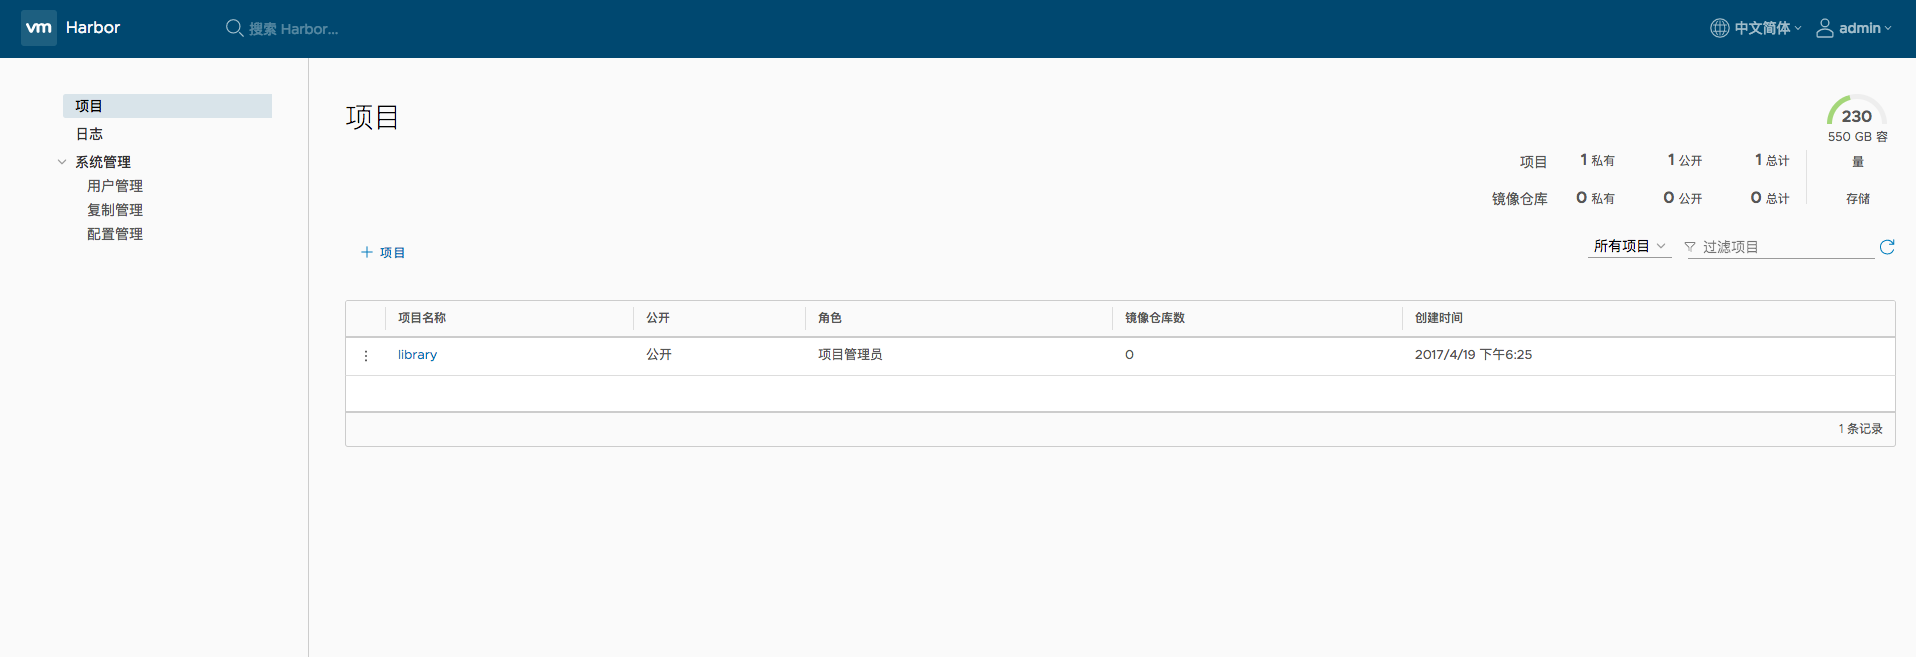 vm Harbor 搜索 Harbor... 中文简体 admin
项目
日志
系统管理
用户管理
复制管理
配置管理
项目
230
550 GB 容
量
存储
项目 1 私有 1 公开 1 总计
镜像仓库 0 私有 0 公开 0 总计
+ 项目 所有项目 过滤项目
项目名称 公开 角色 镜像仓库数 创建时间
library 公开 项目管理员 0 2017/4/19 下午6:25
1 条记录